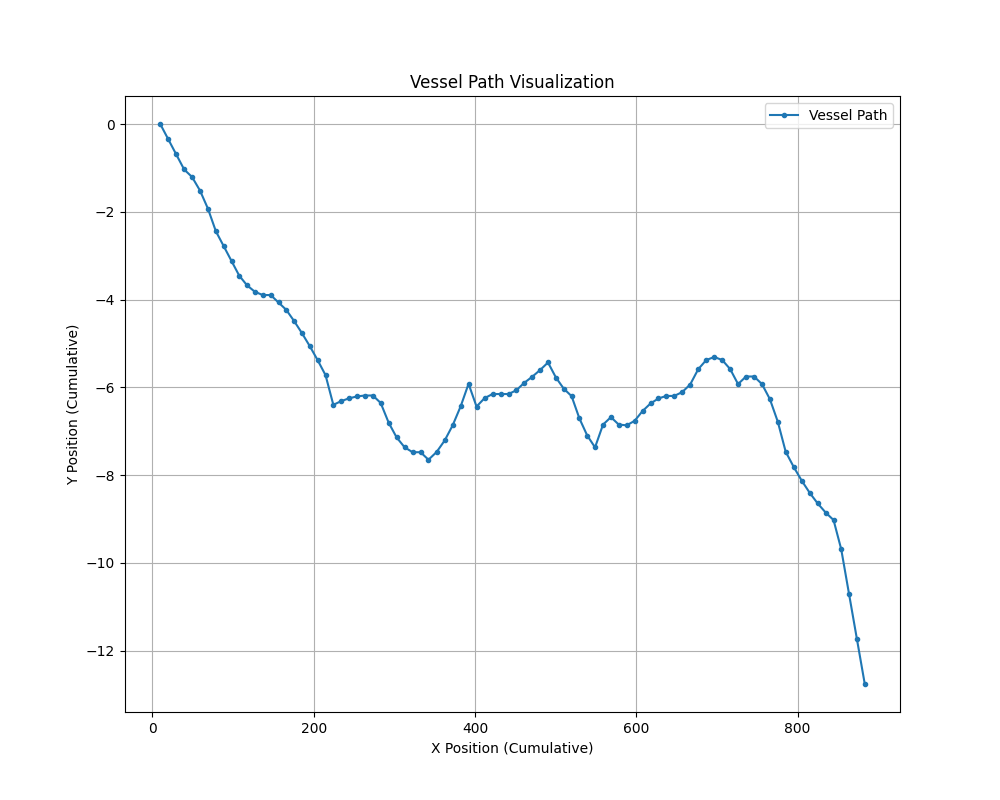 Vessel Path Visualization
Vessel Path
0
−2
−4
−6
−8
−10
−12
Y Position (Cumulative)
0 200 400 600 800
X Position (Cumulative)